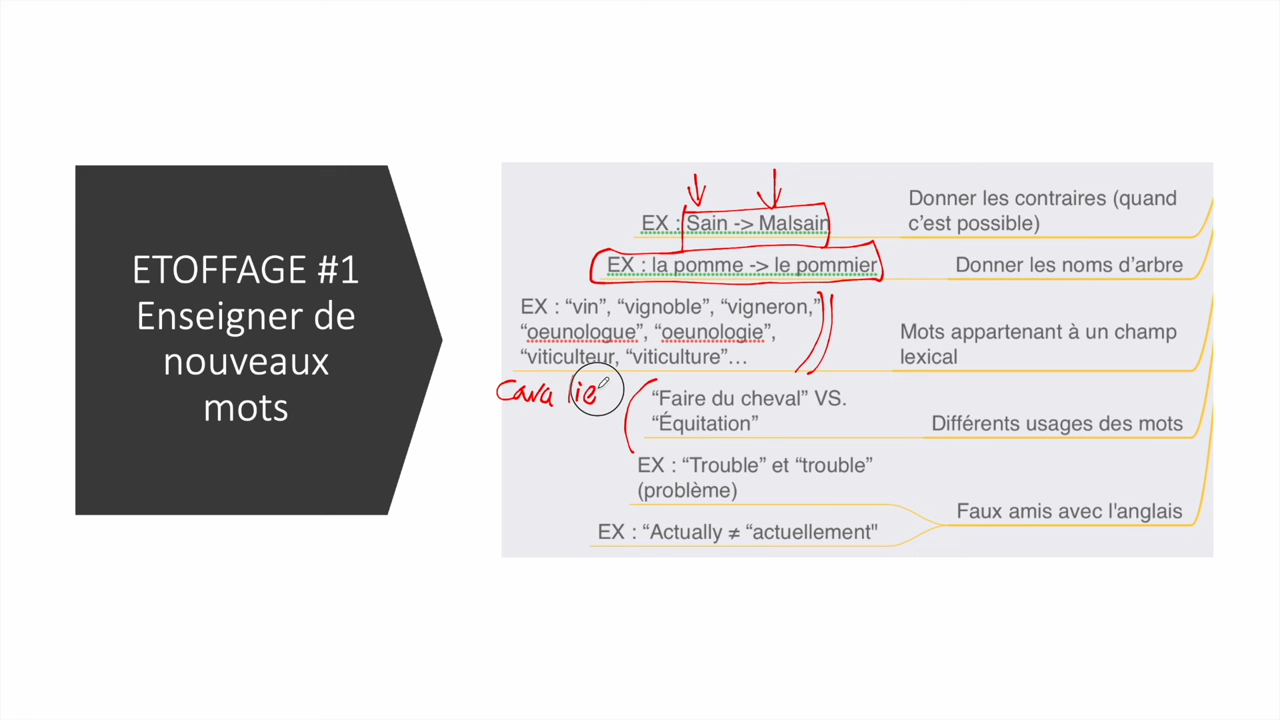 ETOFFAGE #1
Enseigner de
nouveaux
mots
EX : Sain -> Malsain
Donner les contraires (quand
c’est possible)
EX : la pomme -> le pommier
Donner les noms d’arbre
EX : “vin”, “vignoble”, “vigneron,”
“oeunologue”, “oeunologie”,
“viticulteur, “viticulture”…
Mots appartenant à un champ
lexical
cavalie
“Faire du cheval” VS.
“Équitation”
Différents usages des mots
EX : “Trouble” et “trouble”
(problème)
EX : “Actually ≠ “actuellement"
Faux amis avec l'anglais